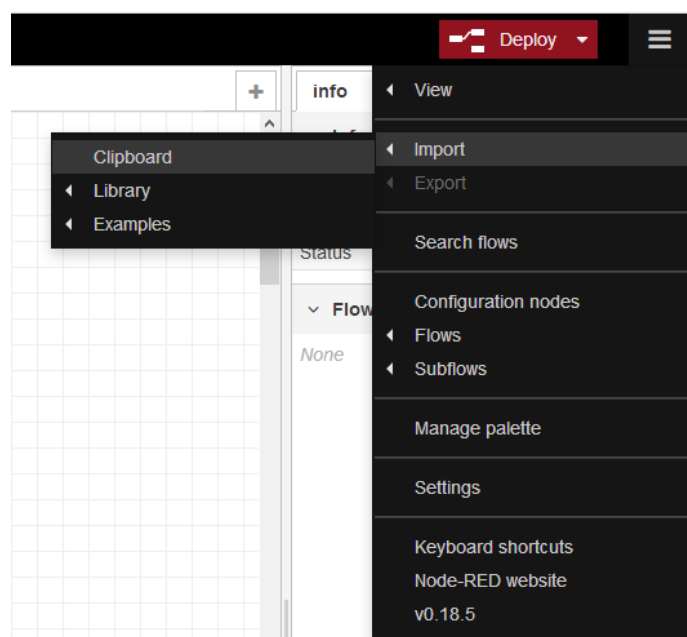 Deploy
+
info
View
Import
Clipboard
Library
Export
Examples
Search flows
Status
Configuration nodes
Flow
Flows
None
Subflows
Manage palette
Settings
Keyboard shortcuts
Node-RED website
v0.18.5